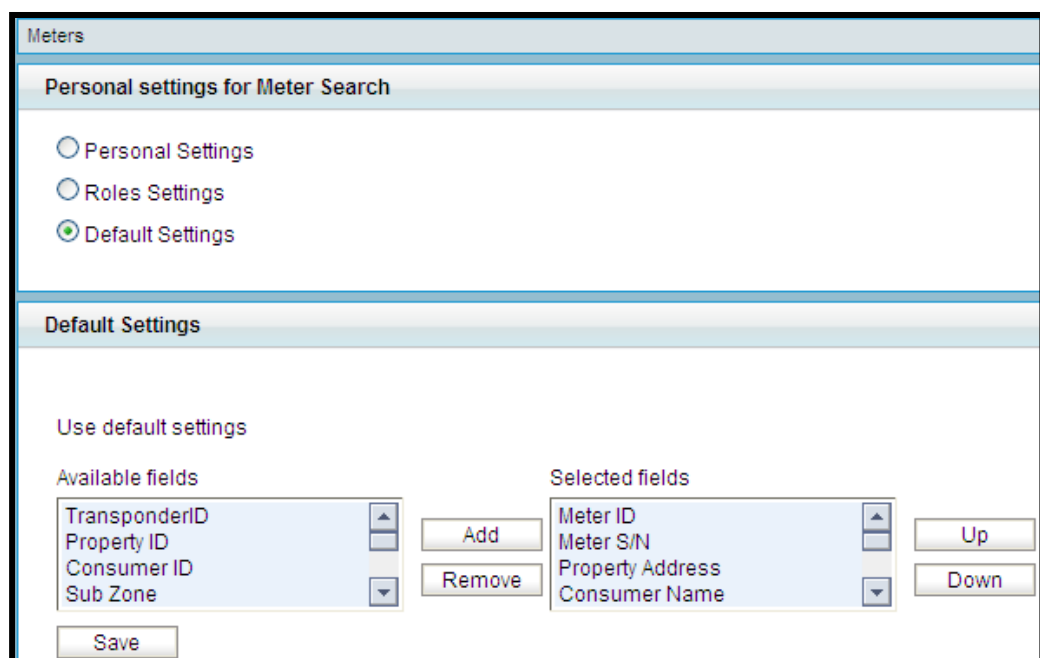 Meters
Personal settings for Meter Search
Personal Settings
Roles Settings
Default Settings
Default Settings
Use default settings
Available fields
Selected fields
TransponderID
Property ID
Consumer ID
Sub Zone
Add
Remove
Meter ID
Meter S/N
Property Address
Consumer Name
Up
Down
Save